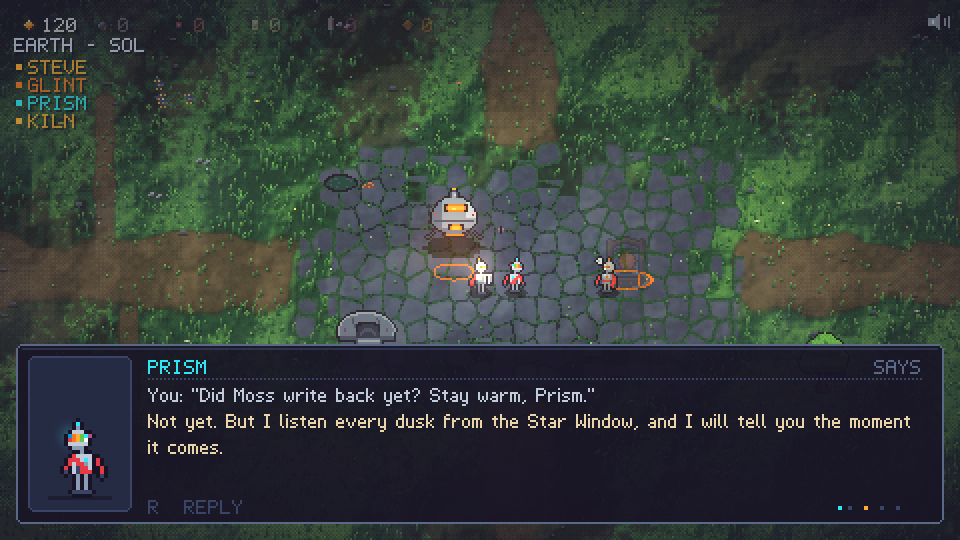 120 0 0 0 0 0
EARTH - SOL
STEVE
GLINT
PRISM
KILN
PRISM SAYS
You: "Did Moss write back yet? Stay warm, Prism."
Not yet. But I listen every dusk from the Star Window, and I will tell you the moment
it comes.
R REPLY